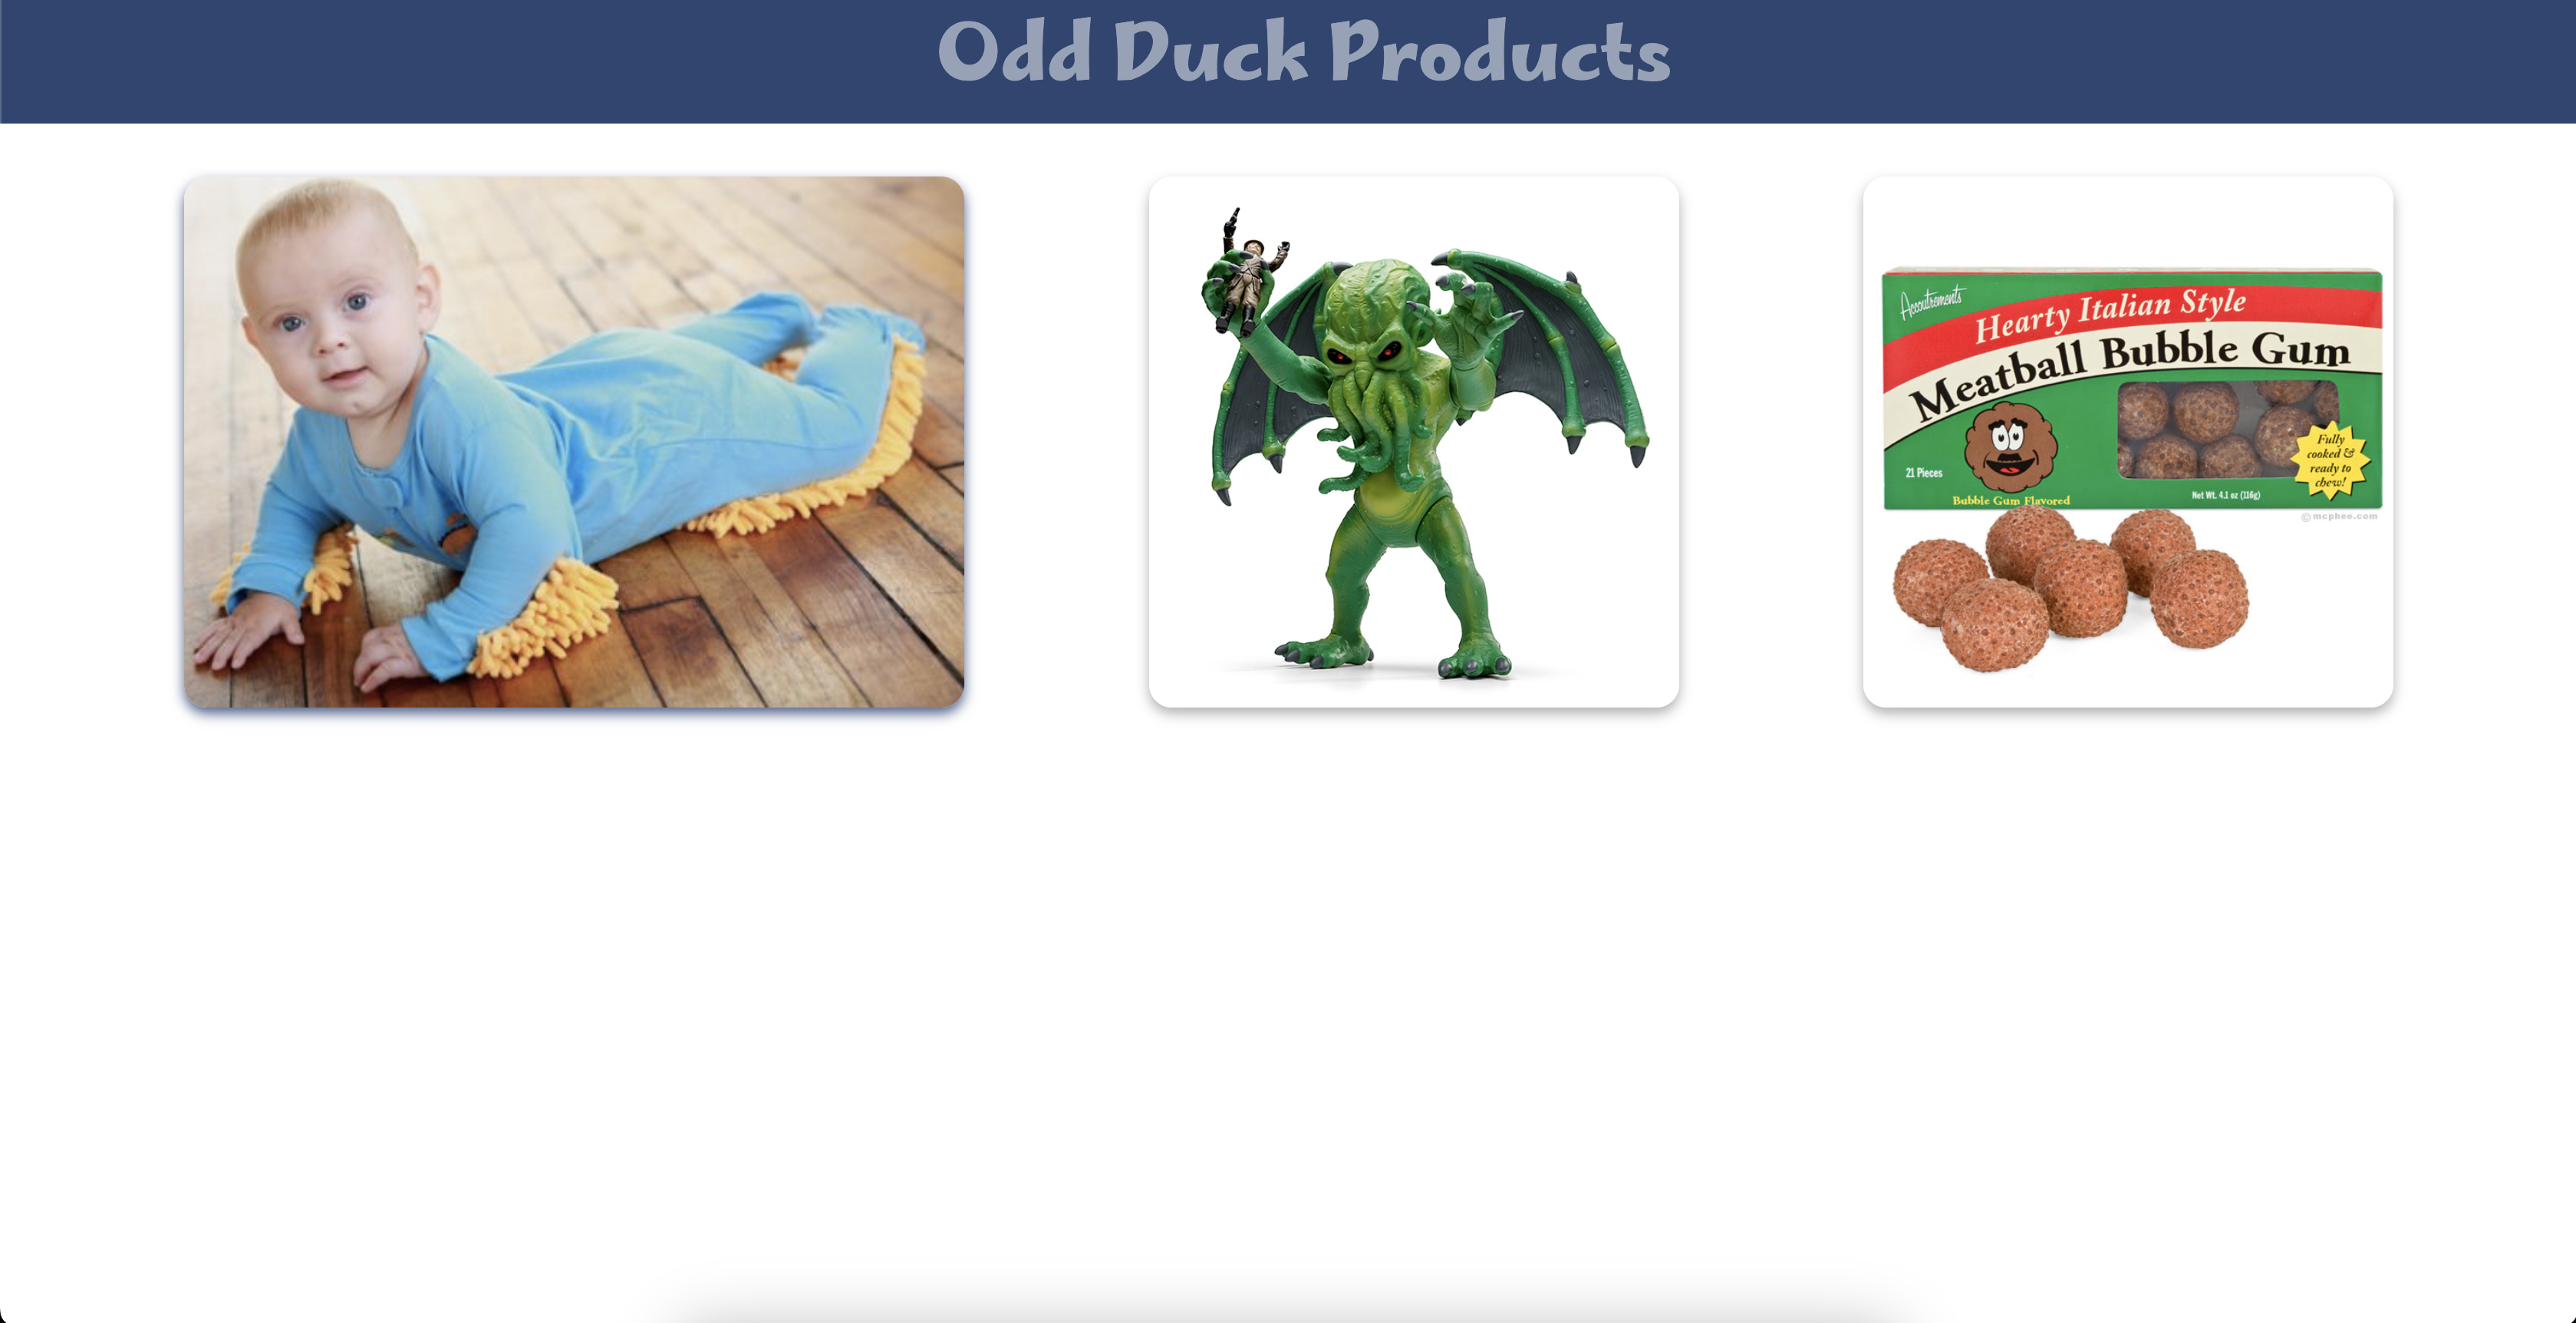 Odd Duck Products
Accoutrements
Hearty Italian Style
Meatball Bubble Gum
21 Pieces
Bubble Gum Flavored
Fully
cooked &
ready to
chew!
Net Wt. 4.1 oz (116g)
© mcphee.com